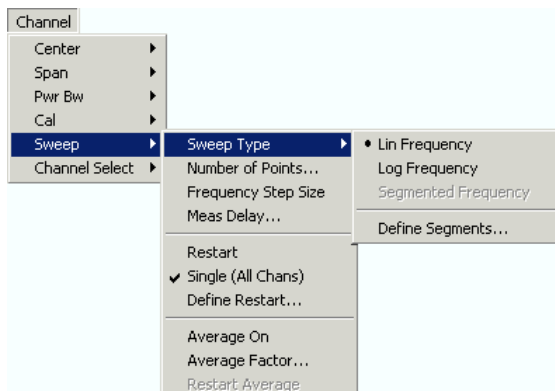 Channel
Center
Span
Pwr Bw
Cal
Sweep
Channel Select
Sweep Type
Number of Points...
Frequency Step Size
Meas Delay...
Restart
Single (All Chans)
Define Restart...
Average On
Average Factor...
Restart Average
Lin Frequency
Log Frequency
Segmented Frequency
Define Segments...